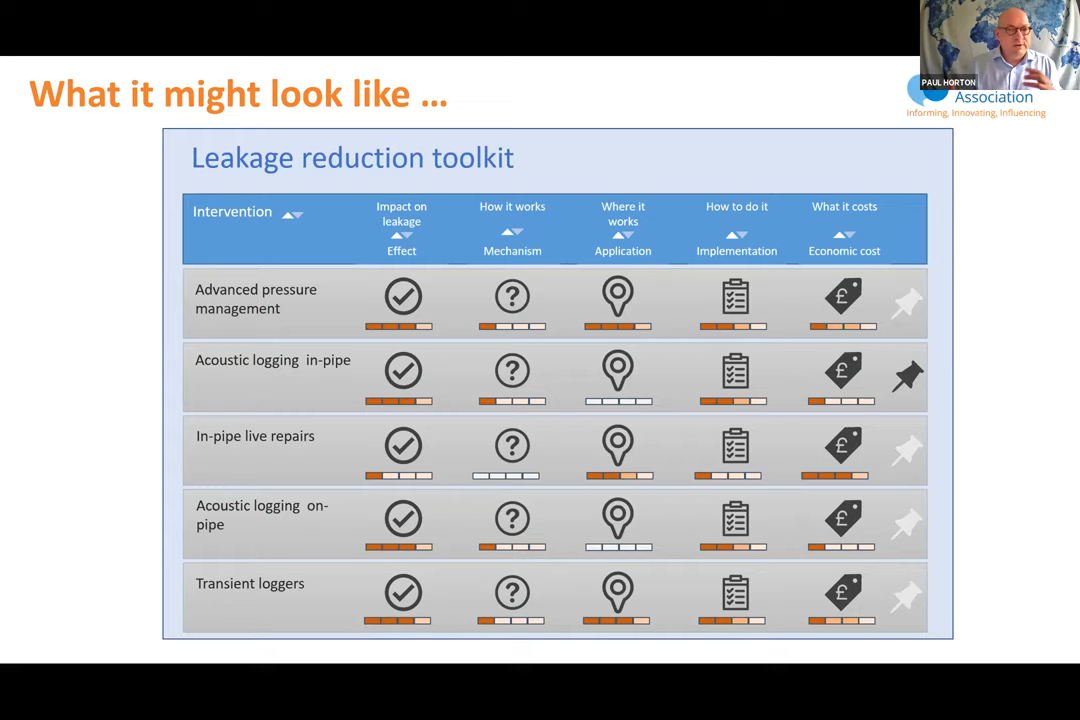 PAUL HORTON
What it might look like ...
Association
Informing, Innovating, Influencing
Leakage reduction toolkit
Intervention
Impact on
leakage
Effect
How it works
Mechanism
Where it
works
Application
How to do it
Implementation
What it costs
Economic cost
Advanced pressure
management
?
£
Acoustic logging in-pipe
?
£
In-pipe live repairs
?
£
Acoustic logging on-
pipe
?
£
Transient loggers
?
£